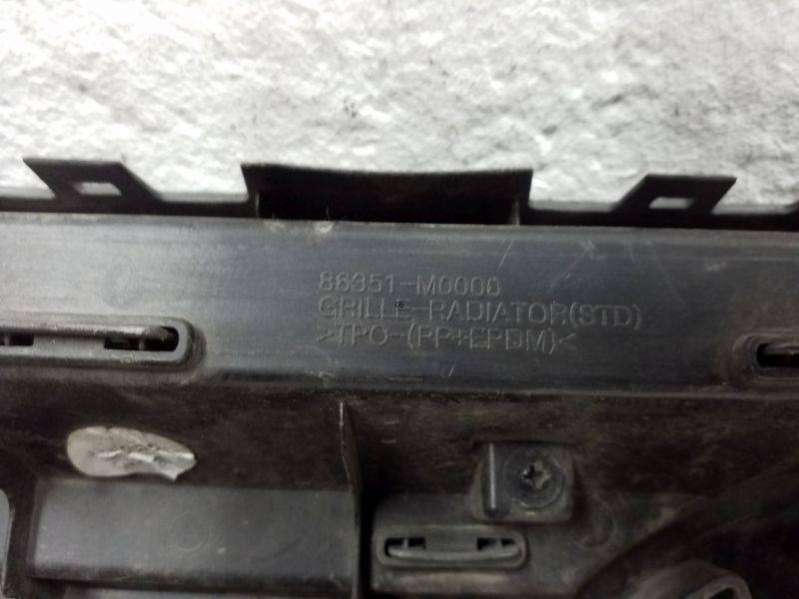 86351-M0000
GRILLE-RADIATOR(STD)
>TPO-(PP+EPDM)<